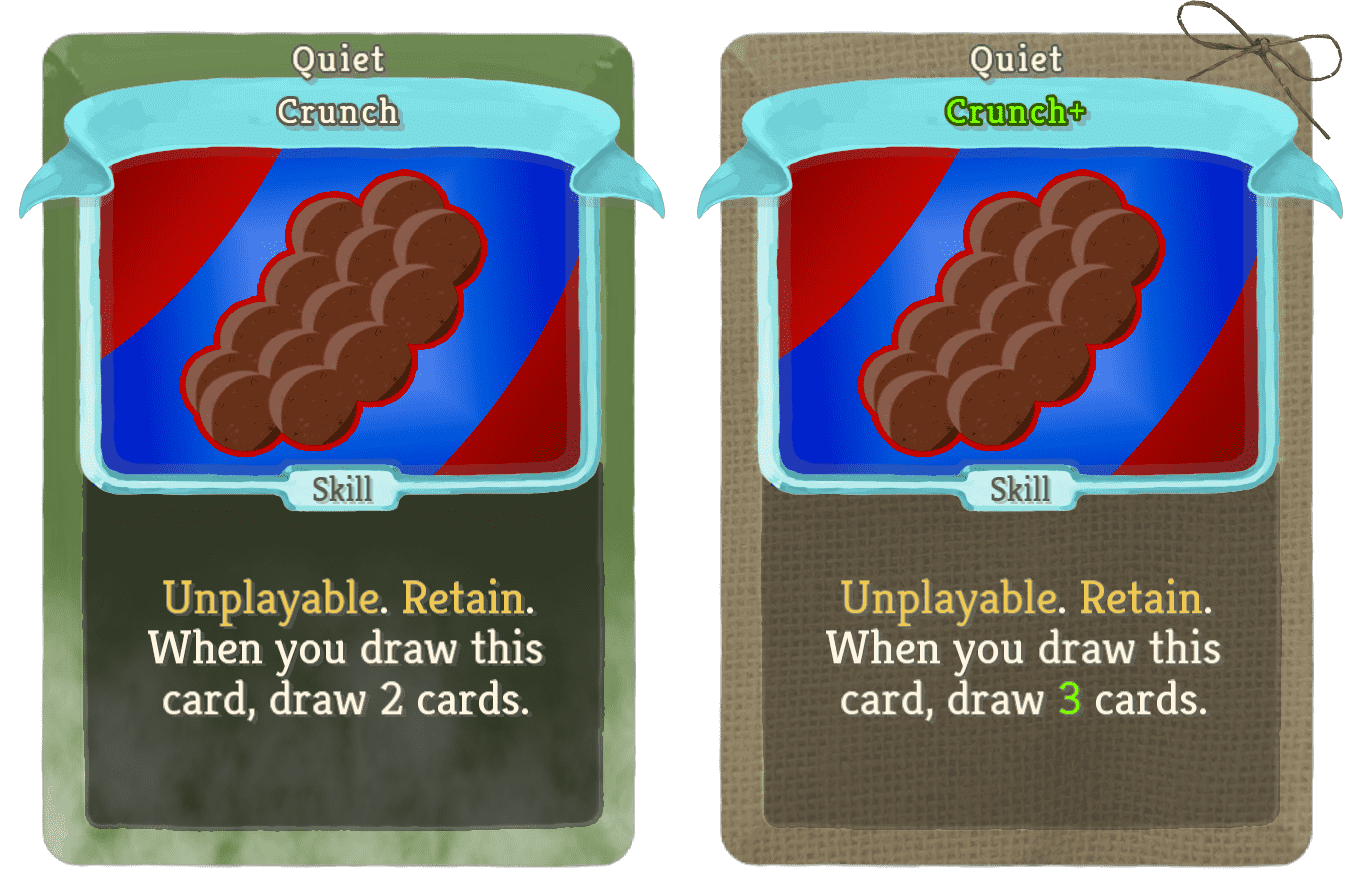 Quiet
Crunch
Skill
Unplayable. Retain.
When you draw this
card, draw 2 cards.
Quiet
Crunch+
Skill
Unplayable. Retain.
When you draw this
card, draw 3 cards.